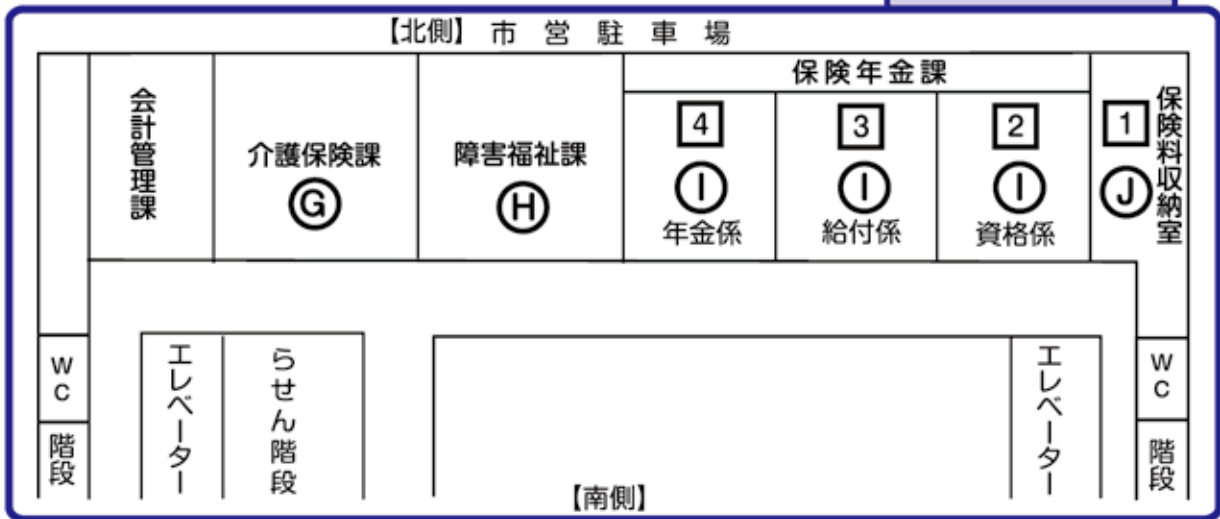 【北側】 市営駐車場
会計管理課
介護保険課
G
障害福祉課
H
保険年金課
4
I
年金係
3
I
給付係
2
I
資格係
1
J
保険料収納室
WC
階段
エレベーター
らせん階段
エレベーター
WC
階段
【南側】